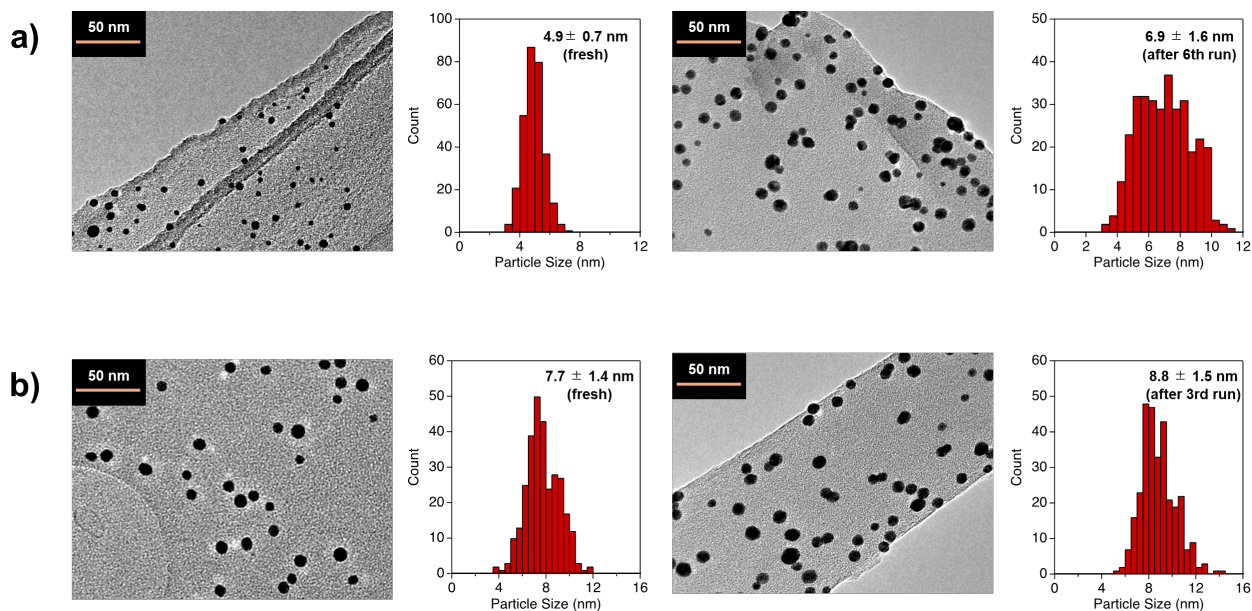 a)
50 nm
100
80
60
40
20
0
Count
0
4
8
12
Particle Size (nm)
4.9 ± 0.7 nm
(fresh)
50 nm
50
40
30
20
10
0
Count
0
2
4
6
8
10
12
Particle Size (nm)
6.9 ± 1.6 nm
(after 6th run)
b)
50 nm
60
50
40
30
20
10
0
Count
0
4
8
12
16
Particle Size (nm)
7.7 ± 1.4 nm
(fresh)
50 nm
60
50
40
30
20
10
0
Count
0
4
8
12
16
Particle Size (nm)
8.8 ± 1.5 nm
(after 3rd run)